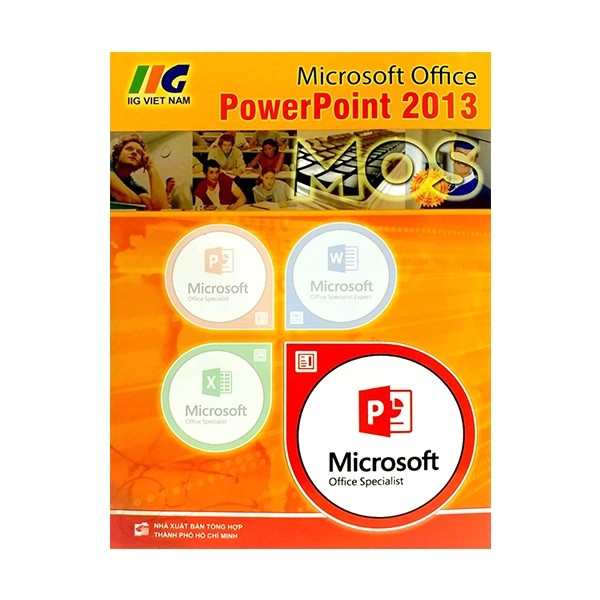 IIG
IIG VIET NAM
Microsoft Office
PowerPoint 2013
MOS
P
Microsoft
Office Specialist
W
Microsoft
Office Specialist Expert
X
Microsoft
Office Specialist
P
Microsoft
Office Specialist
NHÀ XUẤT BẢN TỔNG HỢP
THÀNH PHỐ HỒ CHÍ MINH